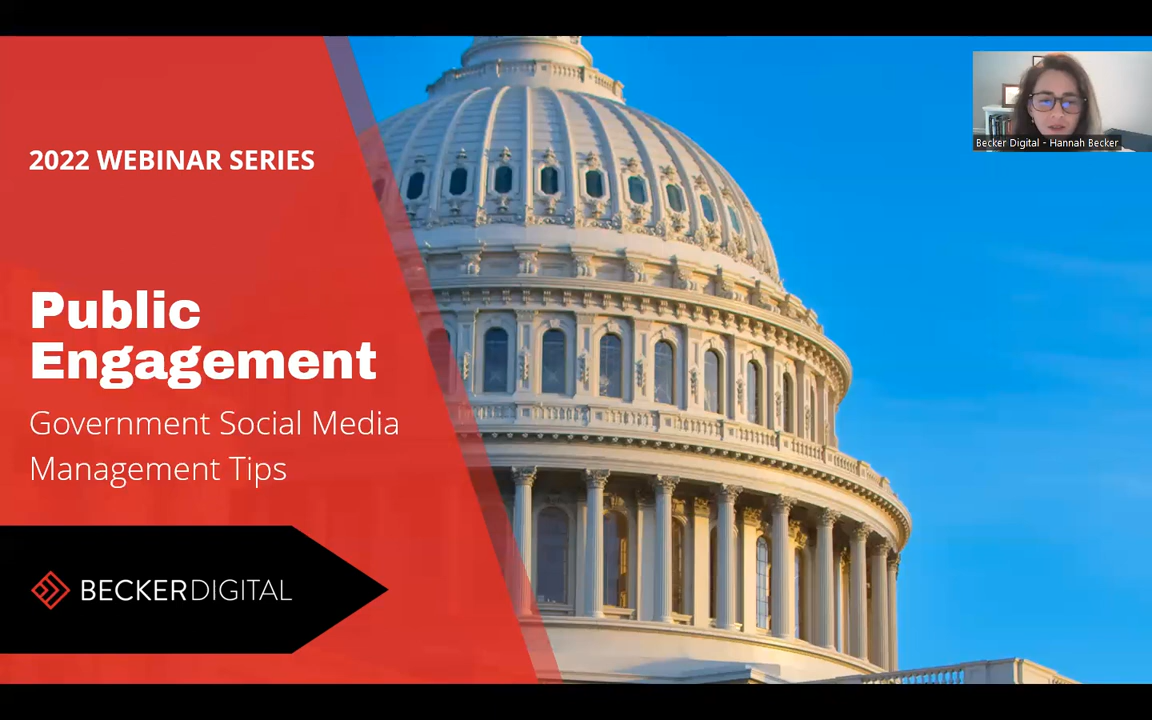 2022 WEBINAR SERIES
Public
Engagement
Government Social Media
Management Tips
BECKERDIGITAL
Becker Digital - Hannah Becker